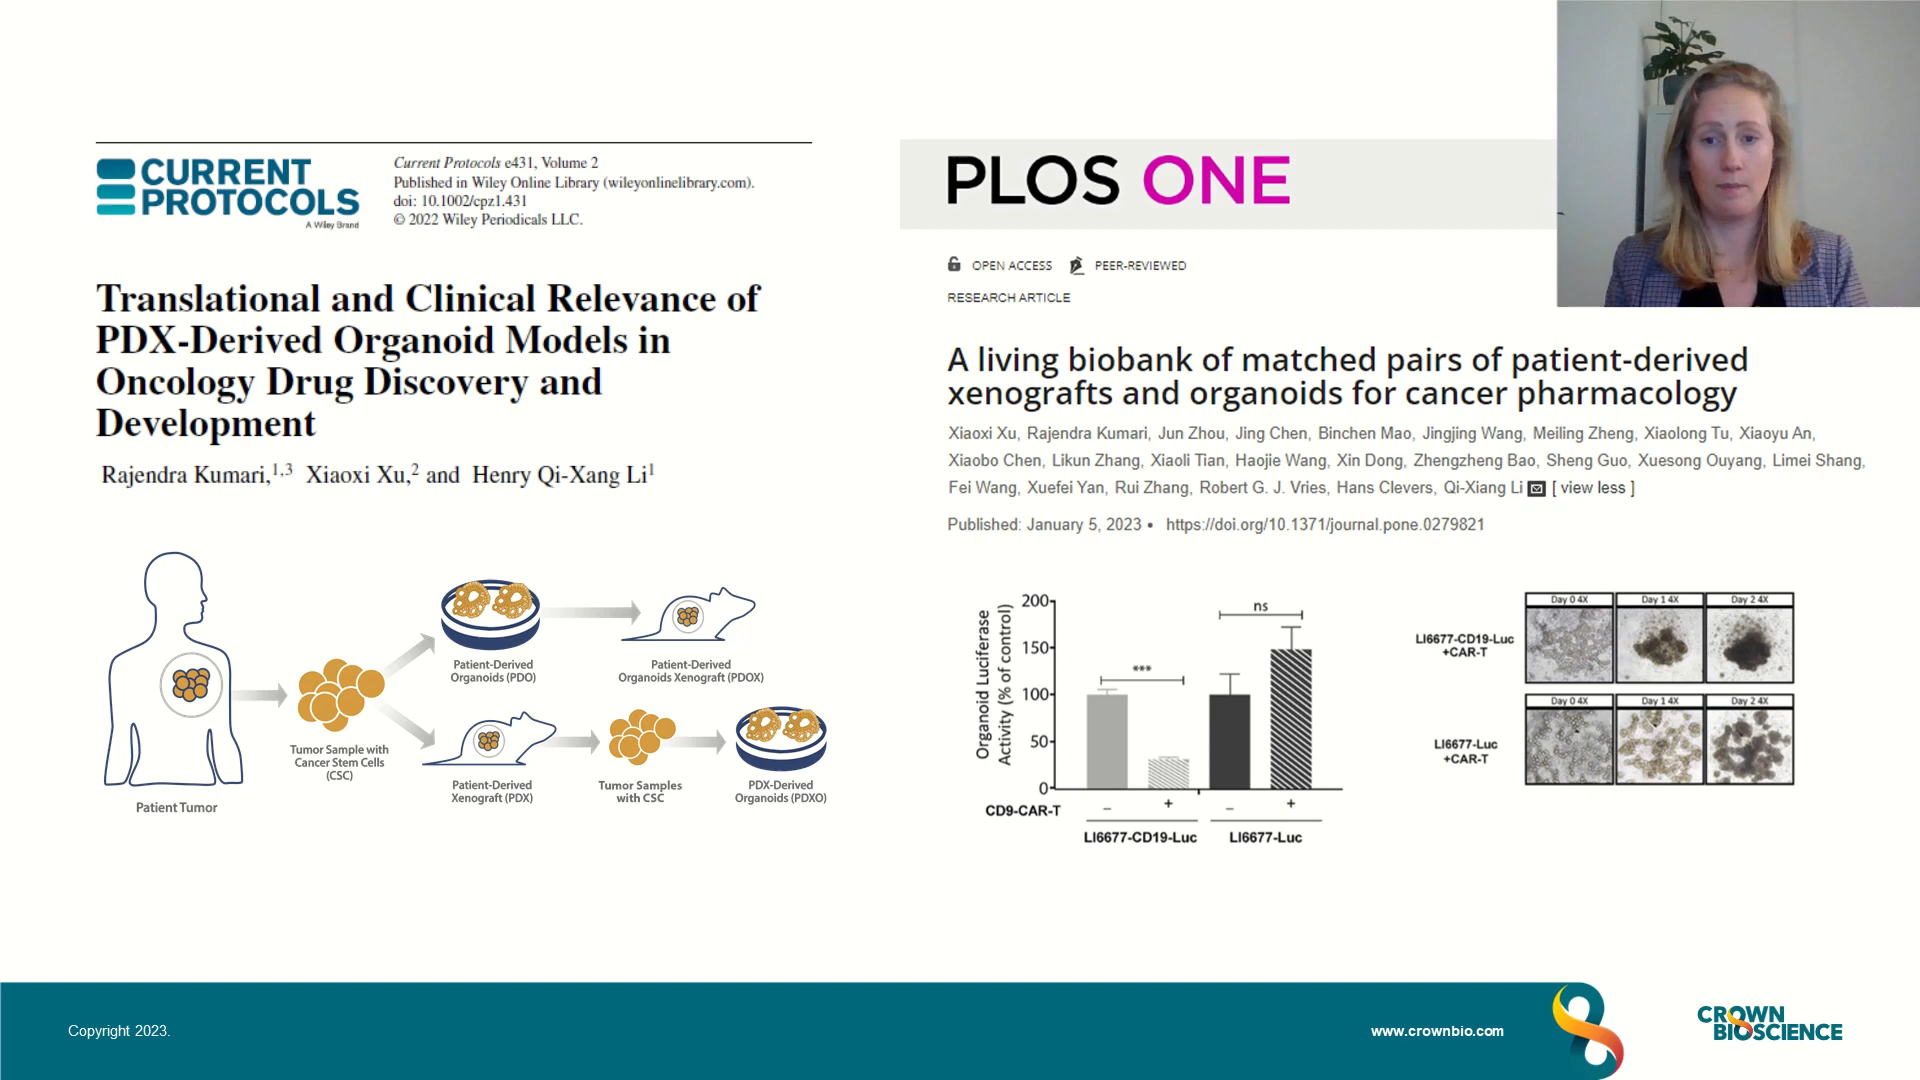 CURRENT
PROTOCOLS
A Wiley Brand
Current Protocols e431, Volume 2
Published in Wiley Online Library (wileyonlinelibrary.com).
doi: 10.1002/cpz1.431
© 2022 Wiley Periodicals LLC.
Translational and Clinical Relevance of
PDX-Derived Organoid Models in
Oncology Drug Discovery and
Development
Rajendra Kumari,1,3 Xiaoxi Xu,2 and Henry Qi-Xang Li1
Patient Tumor
Tumor Sample with
Cancer Stem Cells
(CSC)
Patient-Derived
Organoids (PDO)
Patient-Derived
Organoids Xenograft (PDOX)
Patient-Derived
Xenograft (PDX)
Tumor Samples
with CSC
PDX-Derived
Organoids (PDXO)
PLOS ONE
OPEN ACCESS PEER-REVIEWED
RESEARCH ARTICLE
A living biobank of matched pairs of patient-derived
xenografts and organoids for cancer pharmacology
Xiaoxi Xu, Rajendra Kumari, Jun Zhou, Jing Chen, Binchen Mao, Jingjing Wang, Meiling Zheng, Xiaolong Tu, Xiaoyu An,
Xiaobo Chen, Likun Zhang, Xiaoli Tian, Haojie Wang, Xin Dong, Zhengzheng Bao, Sheng Guo, Xuesong Ouyang, Limei Shang,
Fei Wang, Xuefei Yan, Rui Zhang, Robert G. J. Vries, Hans Clevers, Qi-Xiang Li [ view less ]
Published: January 5, 2023 • https://doi.org/10.1371/journal.pone.0279821
Organoid Luciferase
Activity (% of control)
200
150
100
50
0
***
ns
CD9-CAR-T
– + – +
LI6677-CD19-Luc LI6677-Luc
LI6677-CD19-Luc
+CAR-T
Day 0 4X Day 1 4X Day 2 4X
LI6677-Luc
+CAR-T
Day 0 4X Day 1 4X Day 2 4X
Copyright 2023.
www.crownbio.com
CROWN
BIOSCIENCE